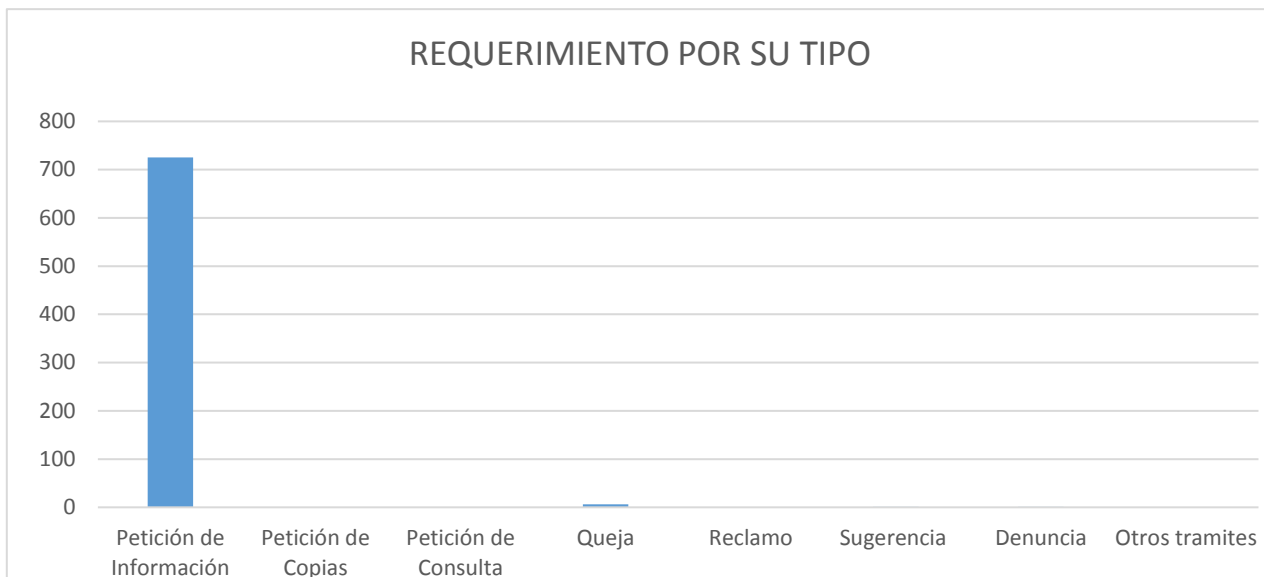 REQUERIMIENTO POR SU TIPO
800
700
600
500
400
300
200
100
0
Petición de
Información
Petición de
Copias
Petición de
Consulta
Queja
Reclamo
Sugerencia
Denuncia
Otros tramites